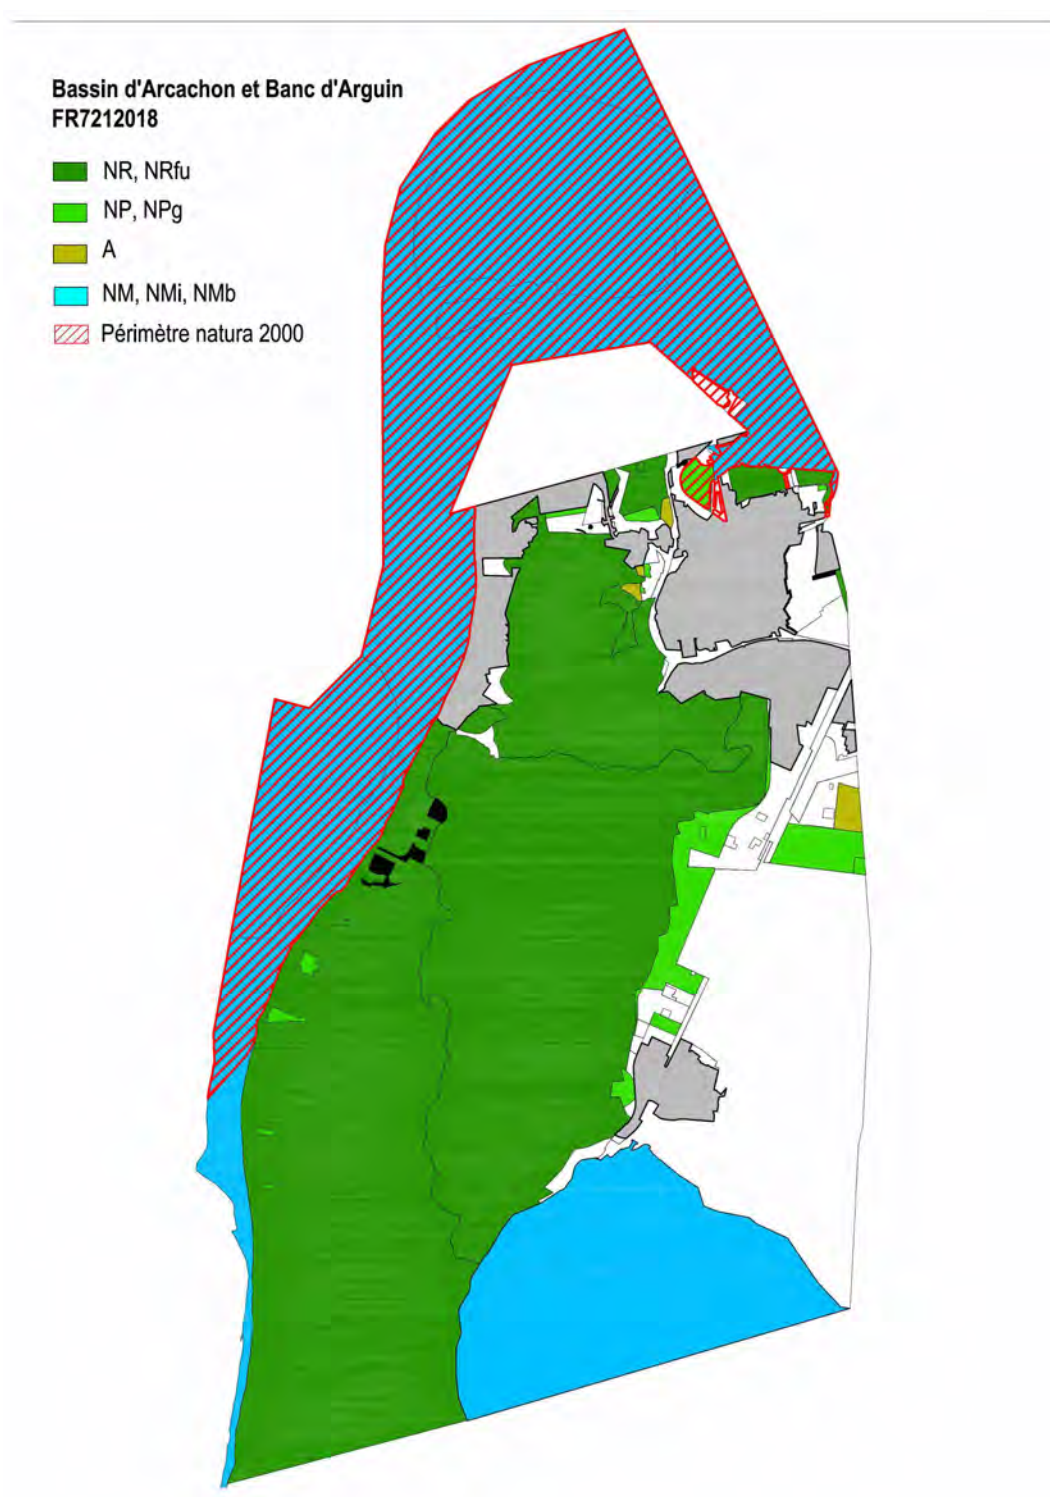 Bassin d'Arcachon et Banc d'Arguin
FR7212018
NR, NRfu
NP, NPg
A
NM, NMi, NMb
Périmètre natura 2000